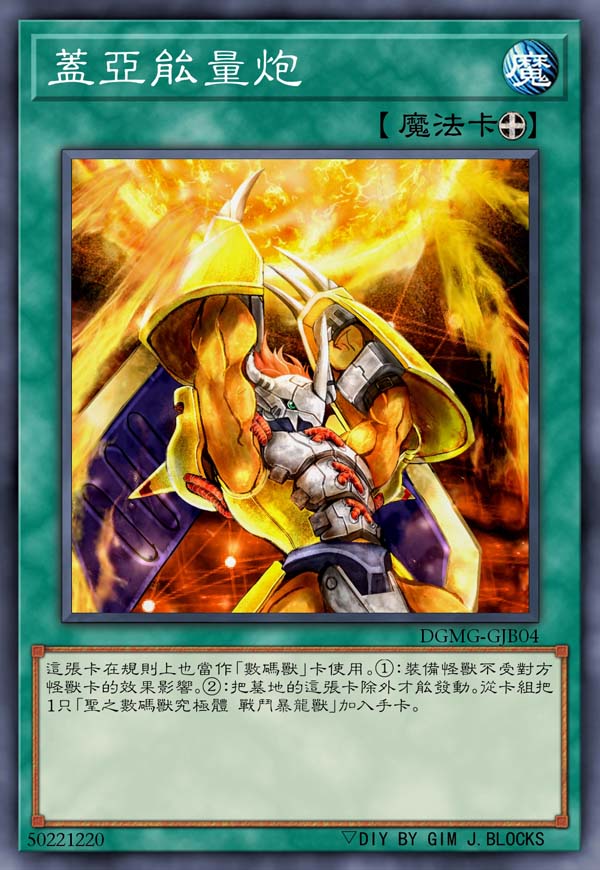 蓋亞能量炮
魔
【魔法卡】
DGMG-GJB04
這張卡在規則上也當作「數碼獸」卡使用。①:裝備怪獸不受對方
怪獸卡的效果影響。②:把墓地的這張卡除外才能發動。從卡組把
1只「聖之數碼獸究極體 戰鬥暴龍獸」加入手卡。
50221220
▽DIY BY GIM J.BLOCKS